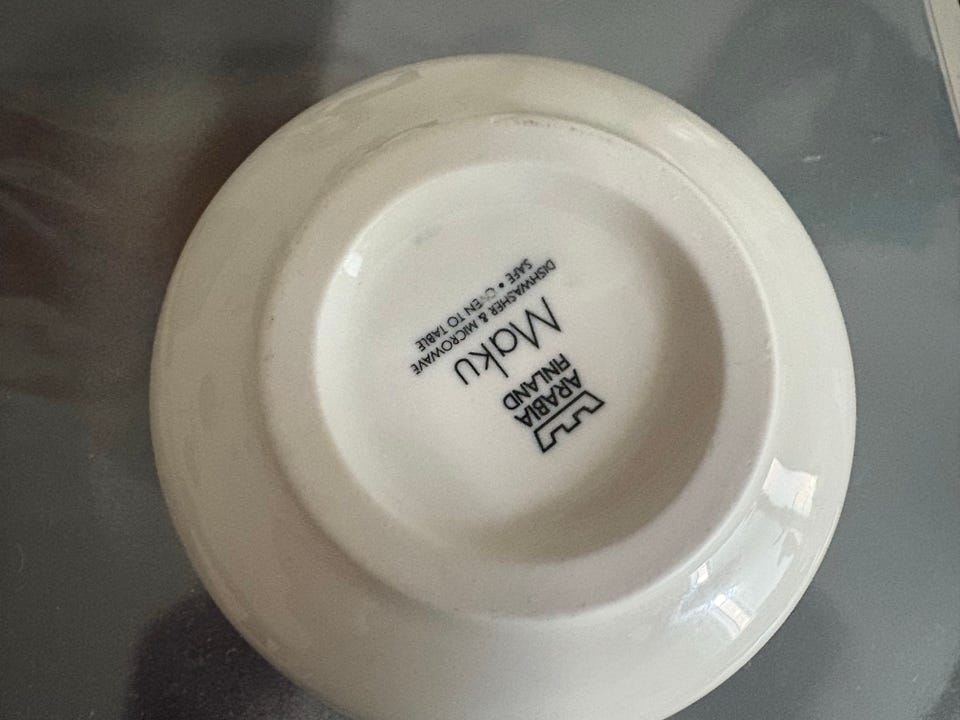 ARABIA
FINLAND
Maku
DISHWASHER & MICROWAVE
SAFE • OVEN TO TABLE